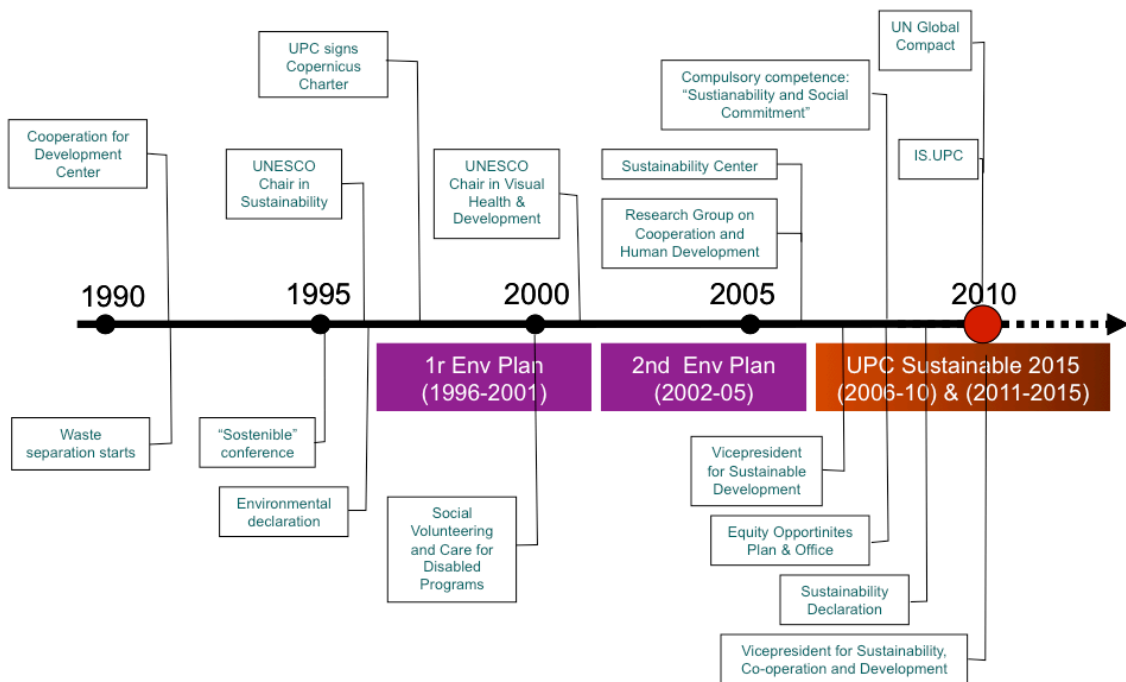 UN Global
Compact
UPC signs
Copernicus
Charter
Compulsory competence:
“Sustianability and Social
Commitment”
Cooperation for
Development
Center
UNESCO
Chair in
Sustainability
UNESCO
Chair in Visual
Health &
Development
Sustainability Center
IS.UPC
Research Group on
Cooperation and
Human Development
1990
1995
2000
2005
2010
1r Env Plan
(1996-2001)
2nd Env Plan
(2002-05)
UPC Sustainable 2015
(2006-10) & (2011-2015)
Waste
separation starts
“Sostenible”
conference
Vicepresident
for Sustainable
Development
Environmental
declaration
Social
Volunteering
and Care for
Disabled
Programs
Equity Opportinites
Plan & Office
Sustainability
Declaration
Vicepresident for Sustainability,
Co-operation and Development